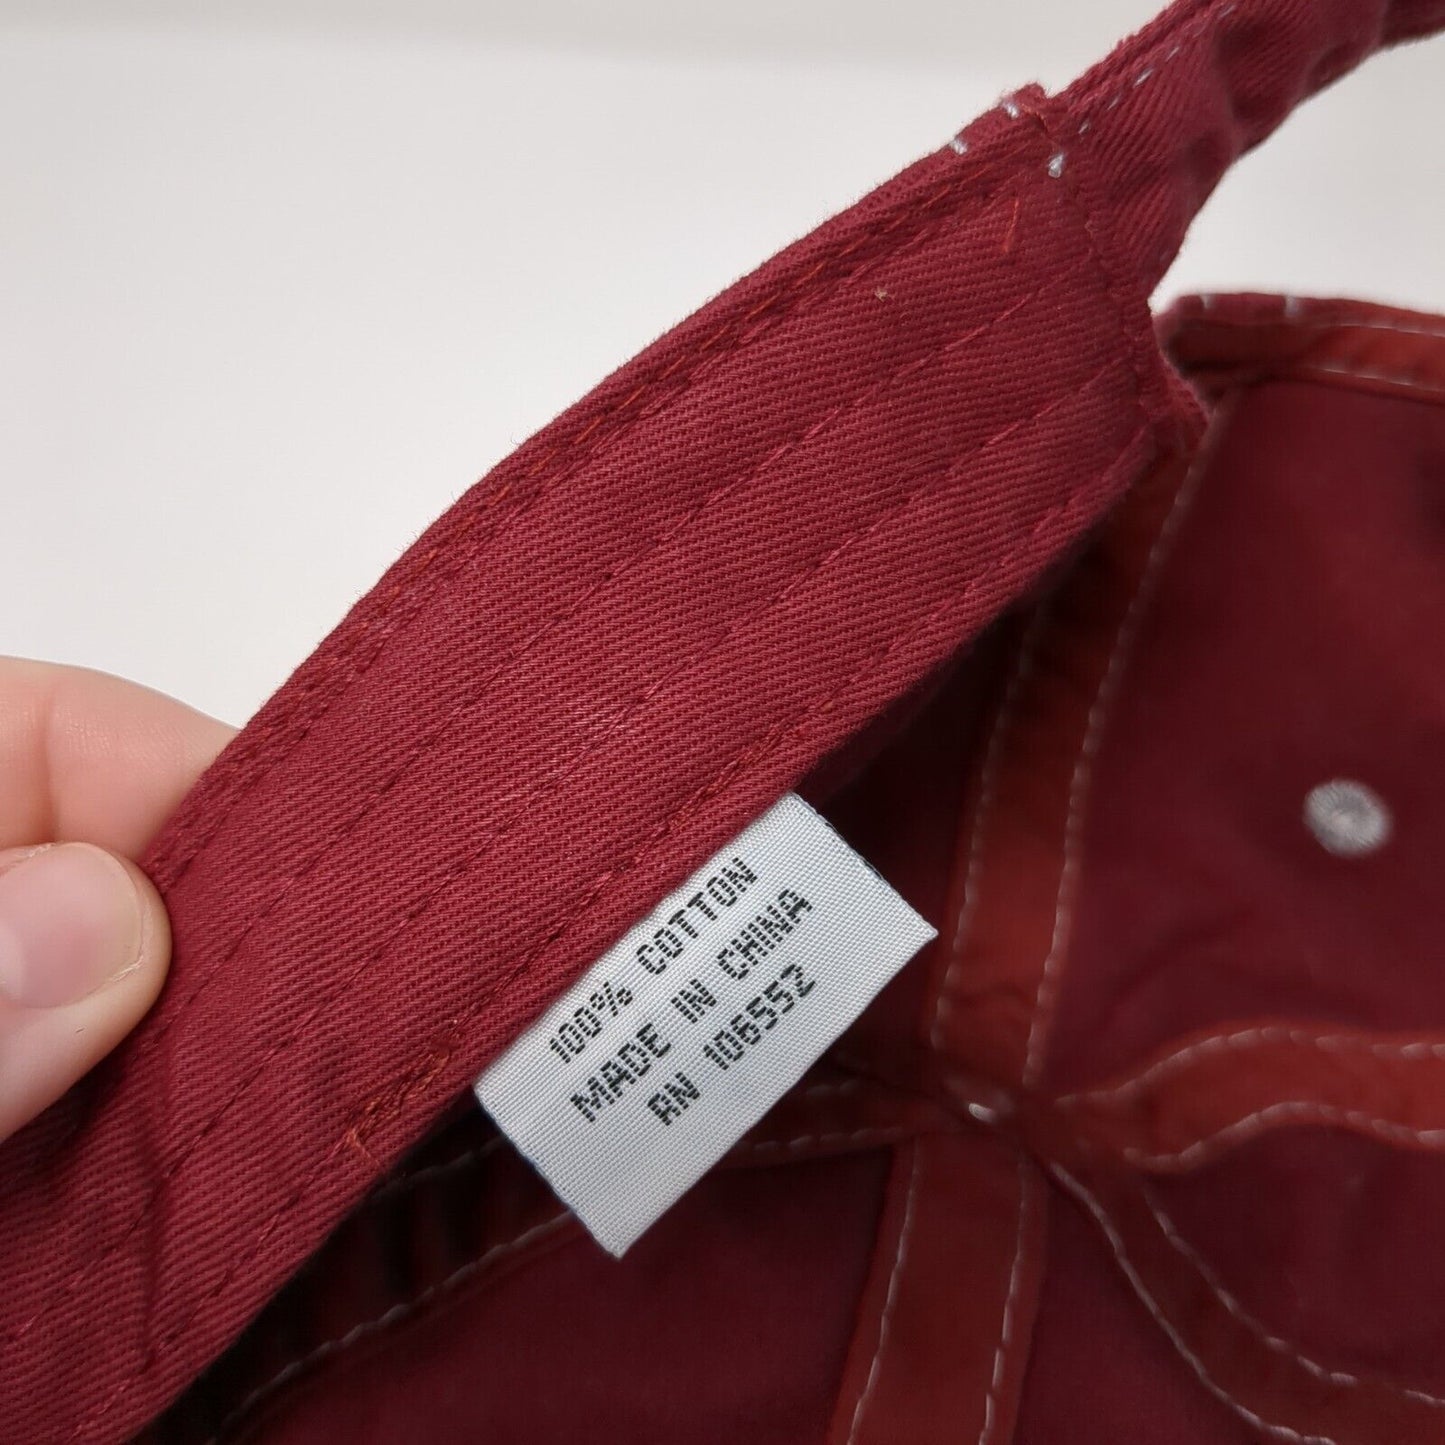 100% COTTON
MADE IN CHINA
RN 106552